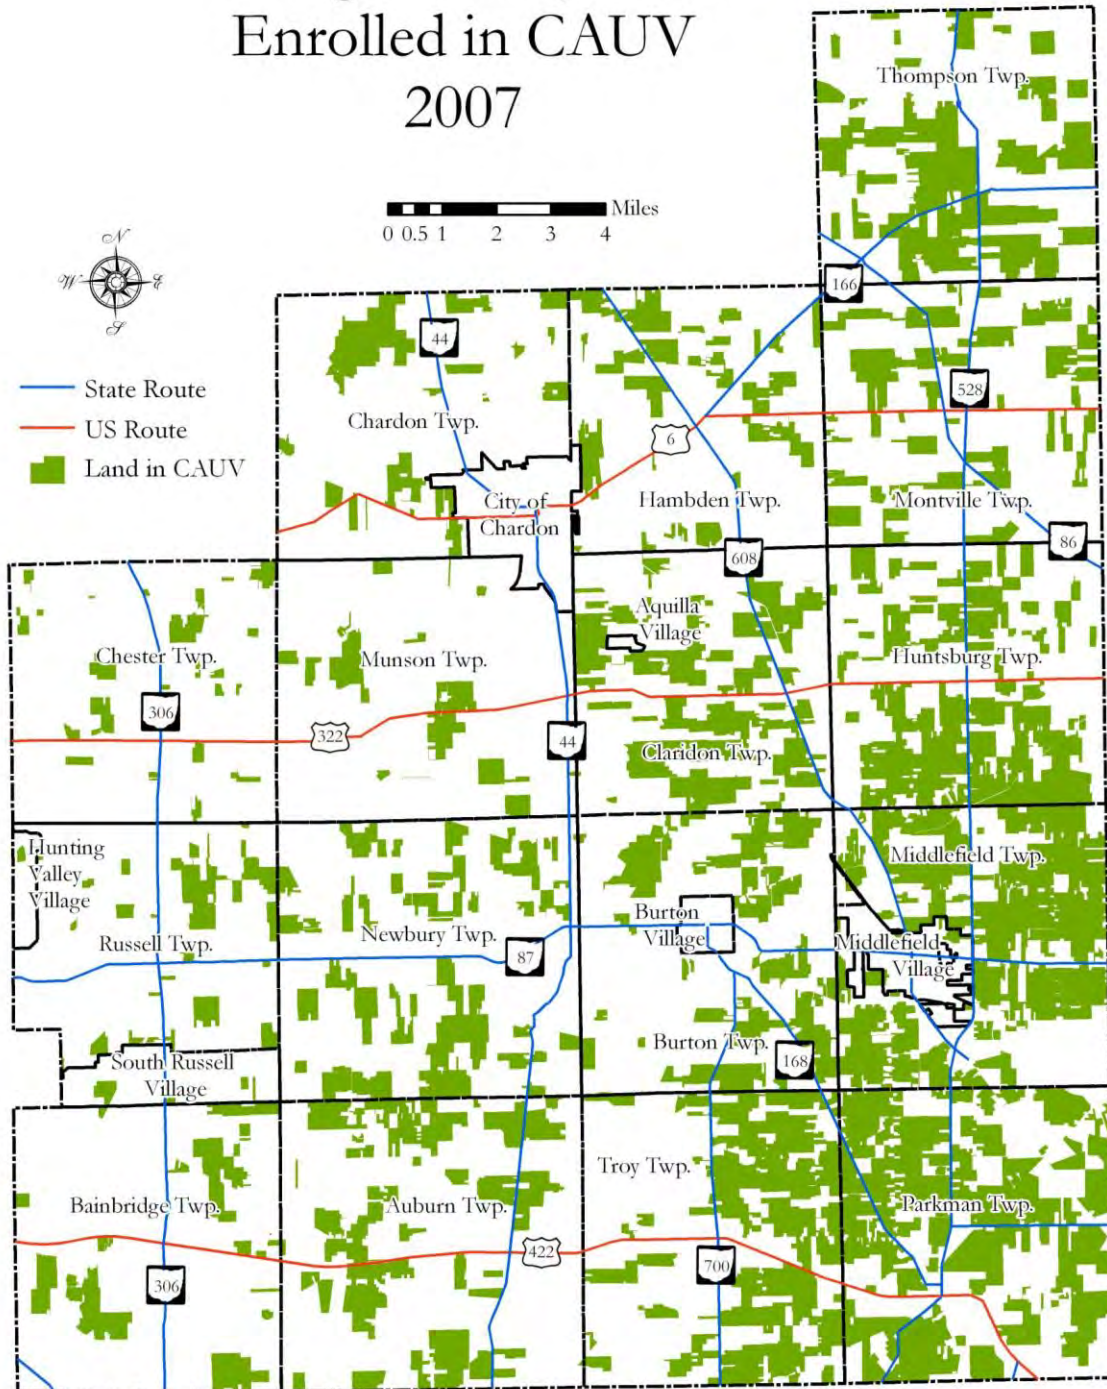 Enrolled in CAUV
2007
Thompson Twp.
Miles
0 0.5 1 2 3 4
N
W E
S
166
44
State Route
US Route
Land in CAUV
528
Chardon Twp.
6
City of
Chardon
Hambden Twp.
Montville Twp.
86
608
Aquilla
Village
Chester Twp.
Munson Twp.
Huntsburg Twp.
306
322
44
Claridon Twp.
Hunting
Valley
Village
Middlefield Twp.
Russell Twp.
Newbury Twp.
87
Burton
Village
Middlefield
Village
Burton Twp.
168
South Russell
Village
Troy Twp.
Bainbridge Twp.
Auburn Twp.
Parkman Twp.
422
306
700